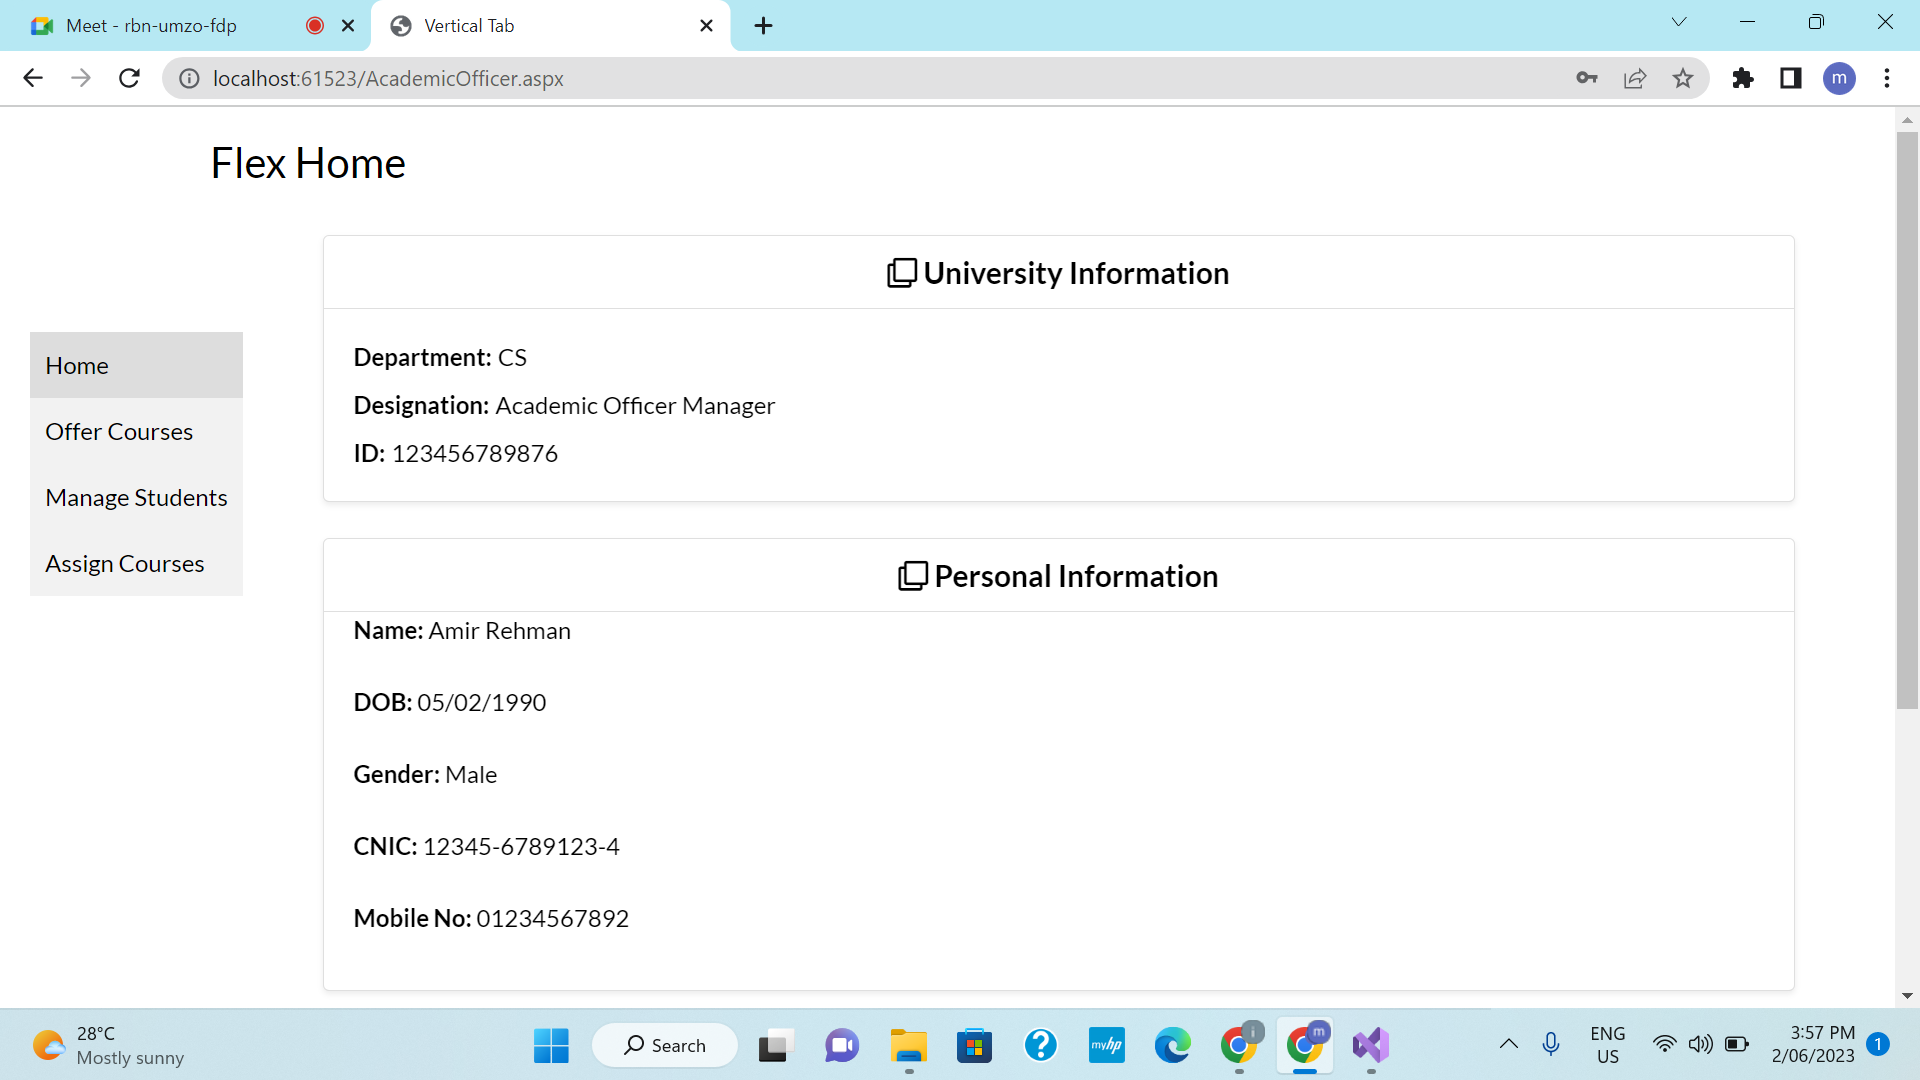 Meet - rbn-umzo-fdp
Vertical Tab
localhost:61523/AcademicOfficer.aspx
m
Flex Home
University Information
Department: CS
Designation: Academic Officer Manager
ID: 123456789876
Home
Offer Courses
Manage Students
Assign Courses
Personal Information
Name: Amir Rehman
DOB: 05/02/1990
Gender: Male
CNIC: 12345-6789123-4
Mobile No: 01234567892
28°C
Mostly sunny
Search
myhp
i
m
ENG
US
3:57 PM
2/06/2023
1